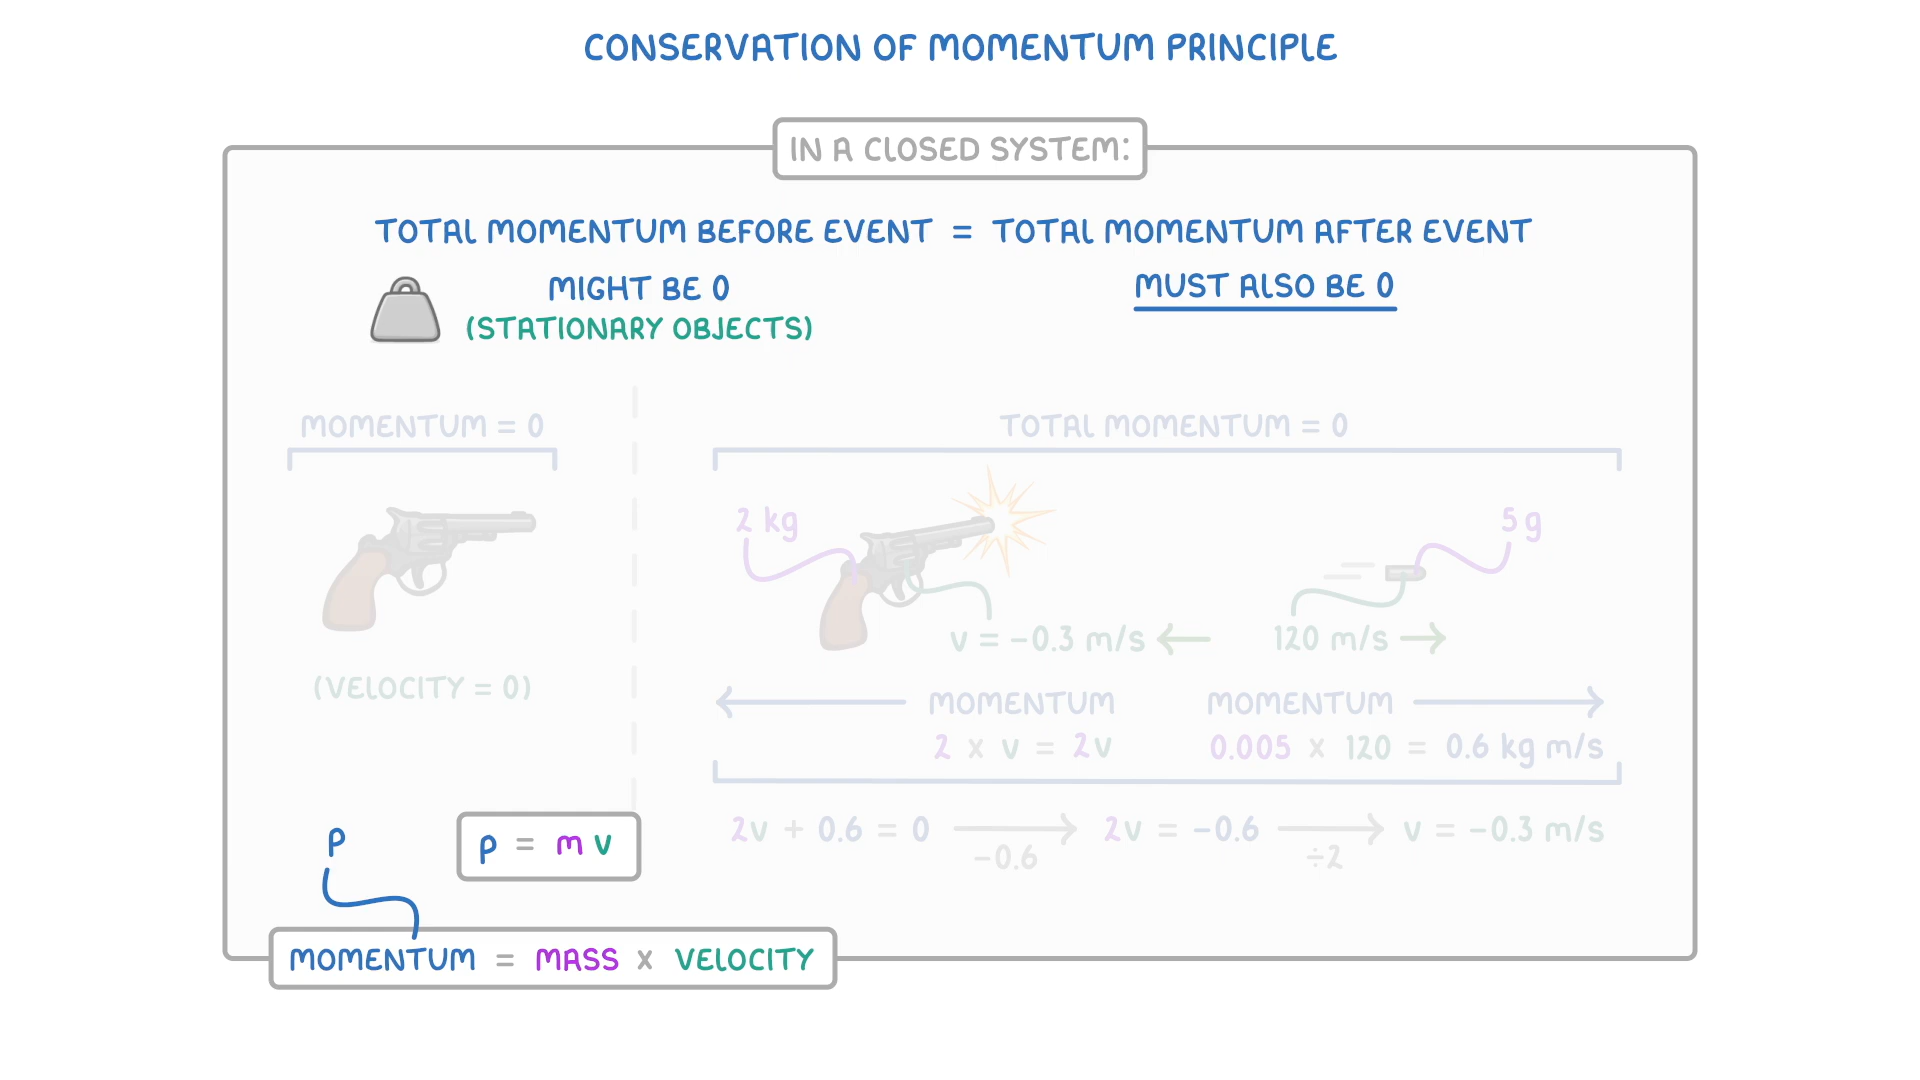 CONSERVATION OF MOMENTUM PRINCIPLE
IN A CLOSED SYSTEM:
TOTAL MOMENTUM BEFORE EVENT = TOTAL MOMENTUM AFTER EVENT
MIGHT BE 0
(STATIONARY OBJECTS)
MUST ALSO BE 0
MOMENTUM = 0
(VELOCITY = 0)
TOTAL MOMENTUM = 0
2 kg
5 g
v = -0.3 m/s
120 m/s
MOMENTUM
2 x v = 2v
MOMENTUM
0.005 x 120 = 0.6 kg m/s
2v + 0.6 = 0
-0.6
2v = -0.6
÷2
v = -0.3 m/s
p
p = m v
MOMENTUM = MASS x VELOCITY